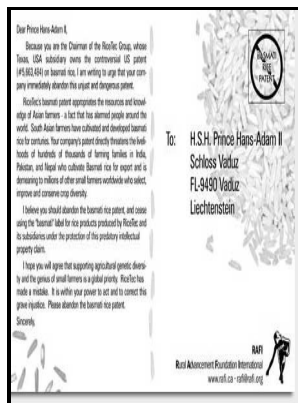 Dear Prince Hans-Adam II,
Because you are the Chairman of the RiceTec Group, whose
Texas, USA subsidiary owns the controversial US patent
(#5,663,484) on basmati rice, I am writing to urge that your com-
pany immediately abandon this unjust and dangerous patent.
RiceTec's basmati patent appropriates the resources and knowl-
edge of Asian farmers - a fact that has alarmed people around the
world. South Asian farmers have cultivated and developed basmati
rice for centuries. Your company's patent directly threatens the liveli-
hoods of hundreds of thousands of farming families in India,
Pakistan, and Nepal who cultivate Basmati rice for export and is
demeaning to millions of other small farmers worldwide who select,
improve and conserve crop diversity.
I believe you should abandon the basmati rice patent, and cease
using the "basmati" label for rice products produced by RiceTec and
its subsidiaries under the protection of this predatory intellectual
property claim.
I hope you will agree that supporting agricultural genetic diversi-
ty and the genius of small farmers is a global priority. RiceTec has
made a mistake. It is within your power to act and to correct this
grave injustice. Please abandon the basmati rice patent.
Sincerely,
BASMATI
RICE
PATENT
To: H.S.H. Prince Hans-Adam II
Schloss Vaduz
FL-9490 Vaduz
Liechtenstein
RAFI
Rural Advancement Foundation International
www.rafi.ca - rafi@rafi.org